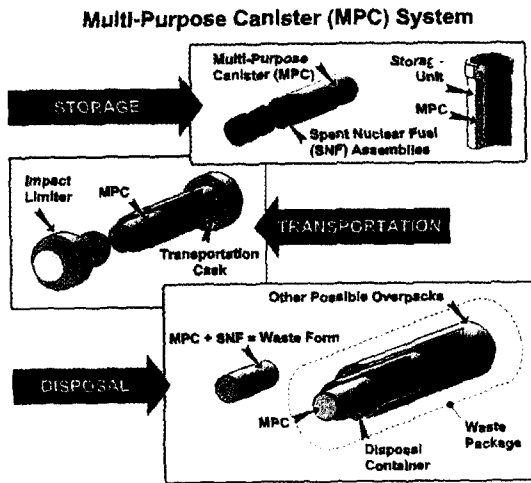 Multi-Purpose Canister (MPC) System
STORAGE
Multi-Purpose
Canister (MPC)
Spent Nuclear Fuel
(SNF) Assemblies
Storag-
Unit
MPC
Impact
Limiter
MPC
Transportation
Cask
TRANSPORTATION
DISPOSAL
Other Possible Overpacks
MPC + SNF = Waste Form
MPC
Disposal
Container
Waste
Package